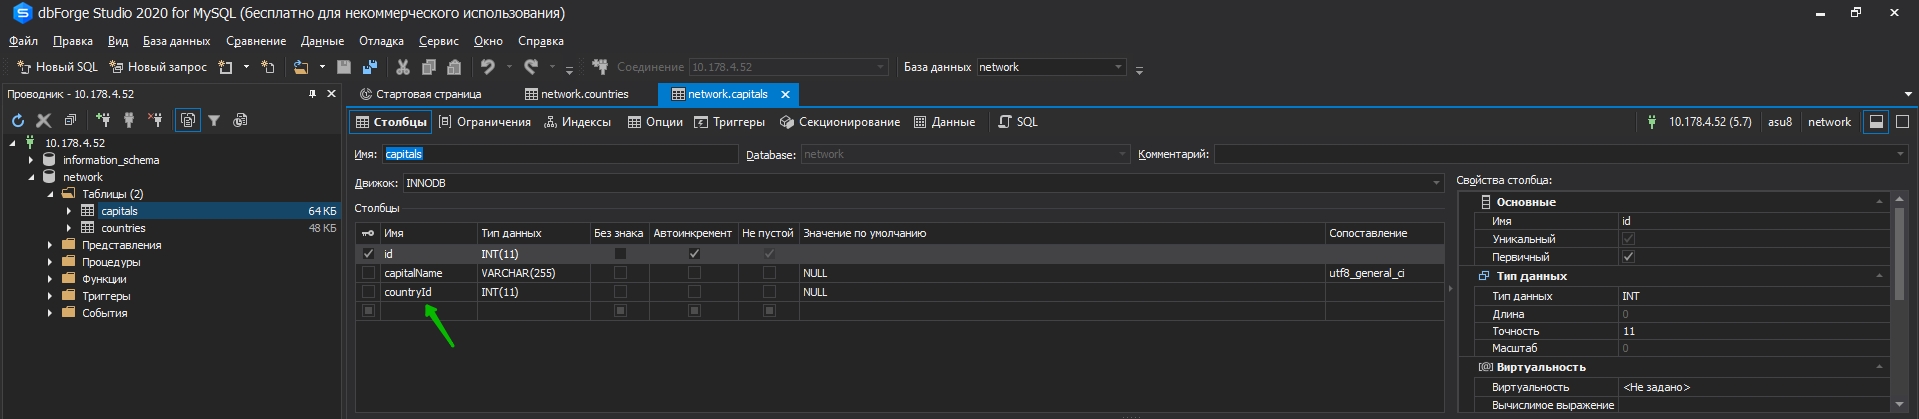 dbForge Studio 2020 for MySQL (бесплатно для некоммерческого использования)
Файл Правка Вид База данных Сравнение Данные Отладка Сервис Окно Справка
Новый SQL Новый запрос Соединение 10.178.4.52 База данных network
Проводник - 10.178.4.52
Стартовая страница network.countries network.capitals
Столбцы Ограничения Индексы Опции Триггеры Секционирование Данные SQL 10.178.4.52 (5.7) asu8 network
10.178.4.52
information_schema
network
Таблицы (2)
capitals 64 КБ
countries 48 КБ
Представления
Процедуры
Функции
Триггеры
События
Имя: capitals Database: network Комментарий:
Движок: INNODB
Столбцы
Имя Тип данных Без знака Автоинкремент Не пустой Значение по умолчанию Сопоставление
id INT(11)
capitalName VARCHAR(255) NULL utf8_general_ci
countryId INT(11) NULL
Свойства столбца:
Основные
Имя id
Уникальный
Первичный
Тип данных
Тип данных INT
Длина 0
Точность 11
Масштаб 0
Виртуальность
Виртуальность <Не задано>
Вычислимое выражение